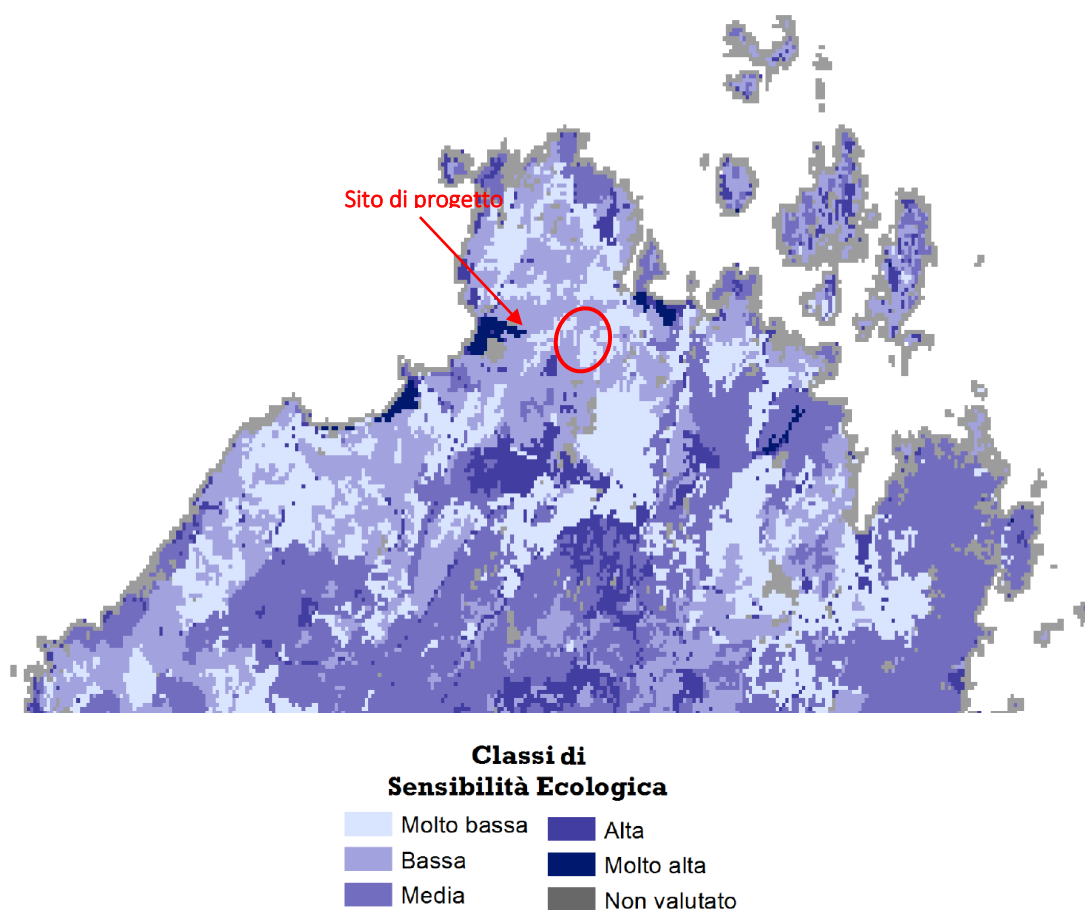 Sito di progetto
Classi di
Sensibilità Ecologica
Molto bassa
Bassa
Media
Alta
Molto alta
Non valutato